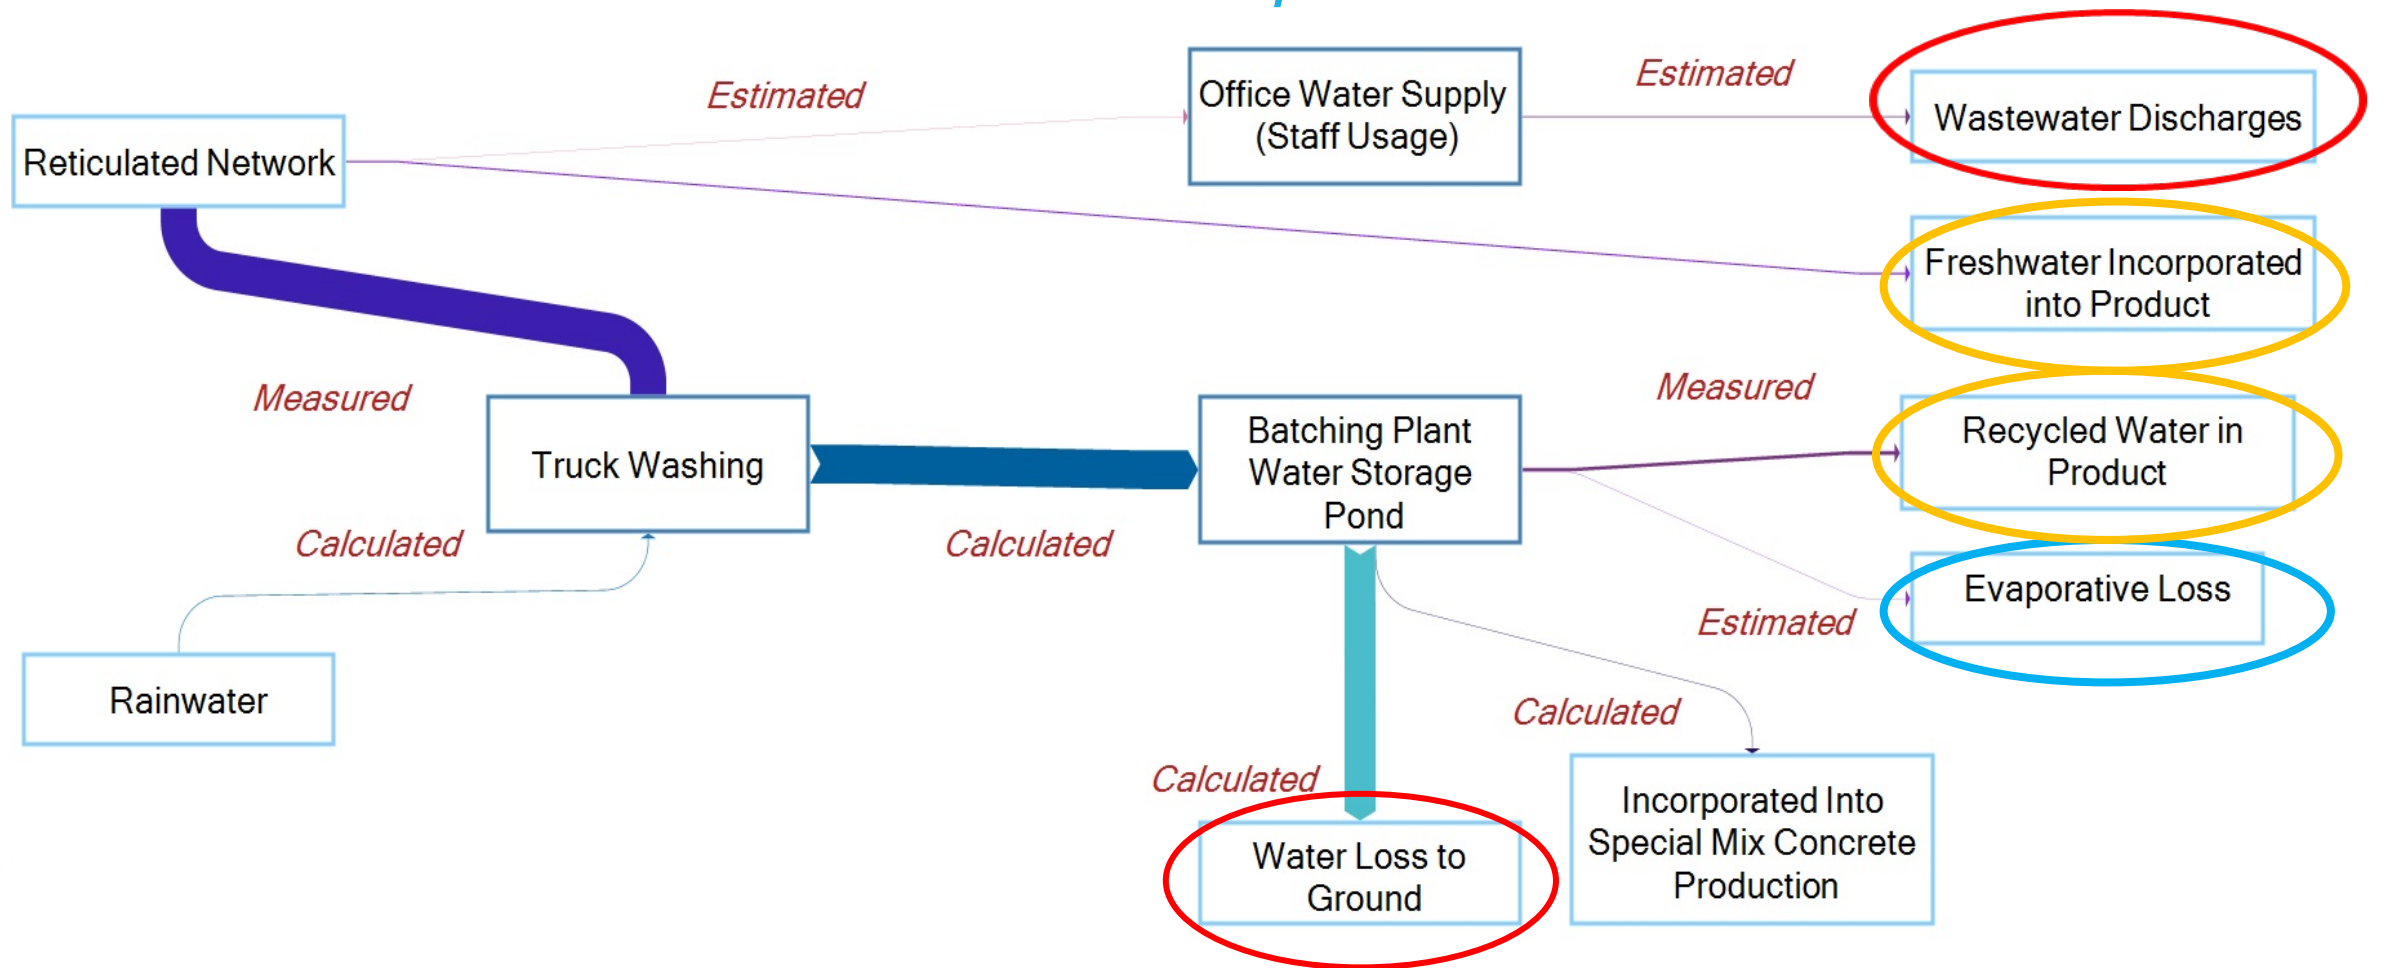 Estimated
Office Water Supply
(Staff Usage)
Estimated
Wastewater Discharges
Reticulated Network
Freshwater Incorporated
into Product
Measured
Measured
Truck Washing
Batching Plant
Water Storage
Pond
Recycled Water in
Product
Calculated
Calculated
Evaporative Loss
Estimated
Rainwater
Calculated
Calculated
Incorporated Into
Special Mix Concrete
Production
Water Loss to
Ground